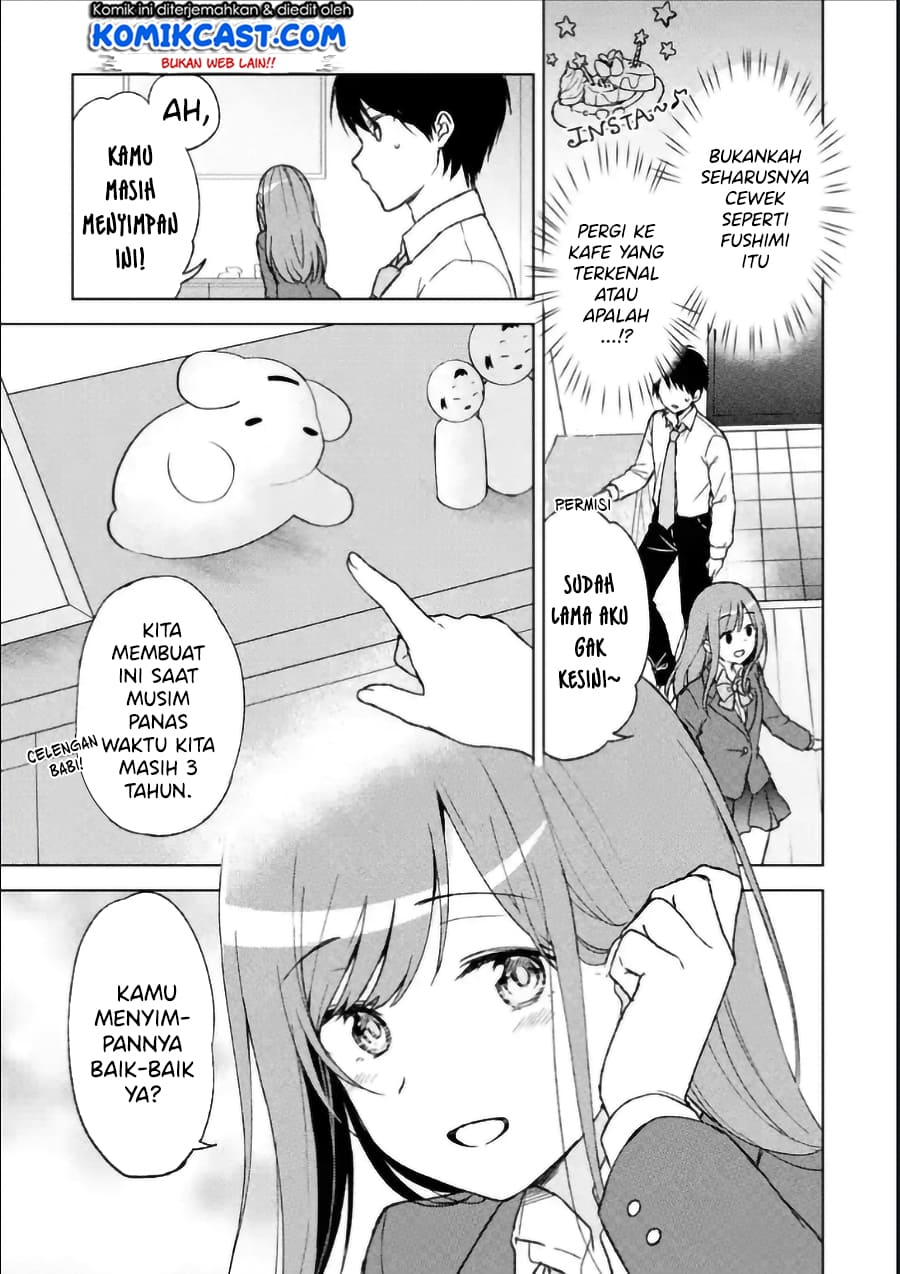 Komik ini diterjemahkan & diedit oleh
KOMIKCAST.COM
BUKAN WEB LAIN!!
INSTA~♪
BUKANKAH
SEHARUSNYA
CEWEK
SEPERTI
FUSHIMI
ITU
PERGI KE
KAFE YANG
TERKENAL
ATAU
APALAH
...!?
PERMISI
SUDAH
LAMA AKU
GAK
KESINI~
AH,
KAMU
MASIH
MENYIMPAN
INI!
KITA
MEMBUAT
INI SAAT
MUSIM
PANAS
WAKTU KITA
MASIH 3
TAHUN.
CELENGAN
BABI!
KAMU
MENYIM-
PANNYA
BAIK-BAIK
YA?